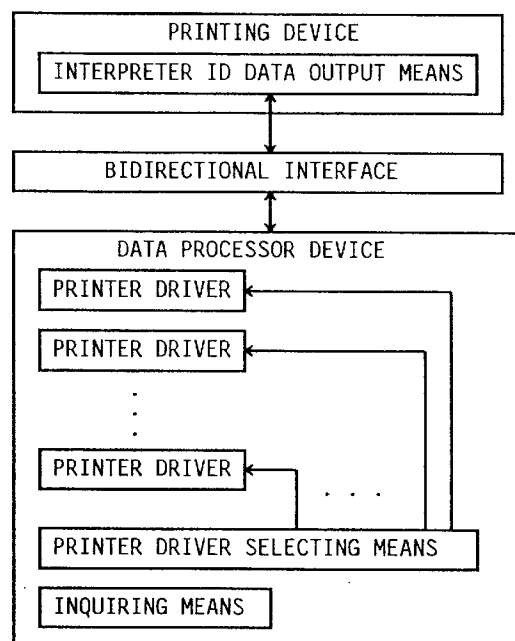 PRINTING DEVICE
INTERPRETER ID DATA OUTPUT MEANS
BIDIRECTIONAL INTERFACE
DATA PROCESSOR DEVICE
PRINTER DRIVER
PRINTER DRIVER
PRINTER DRIVER
PRINTER DRIVER SELECTING MEANS
INQUIRING MEANS